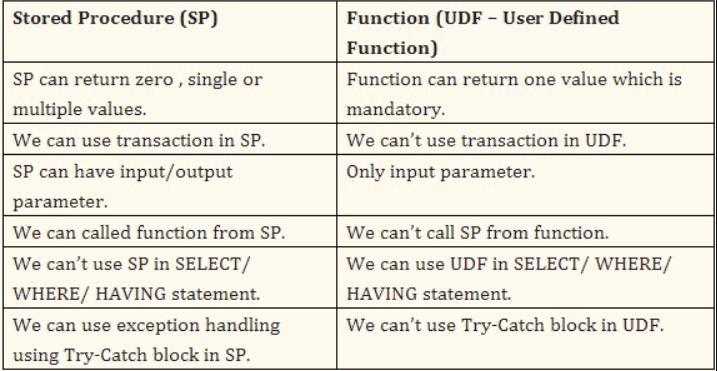 Stored Procedure (SP)
Function (UDF – User Defined
Function)
SP can return zero , single or
multiple values.
Function can return one value which is
mandatory.
We can use transaction in SP.
We can’t use transaction in UDF.
SP can have input/output
parameter.
Only input parameter.
We can called function from SP.
We can’t call SP from function.
We can’t use SP in SELECT/
WHERE/ HAVING statement.
We can use UDF in SELECT/ WHERE/
HAVING statement.
We can use exception handling
using Try-Catch block in SP.
We can’t use Try-Catch block in UDF.